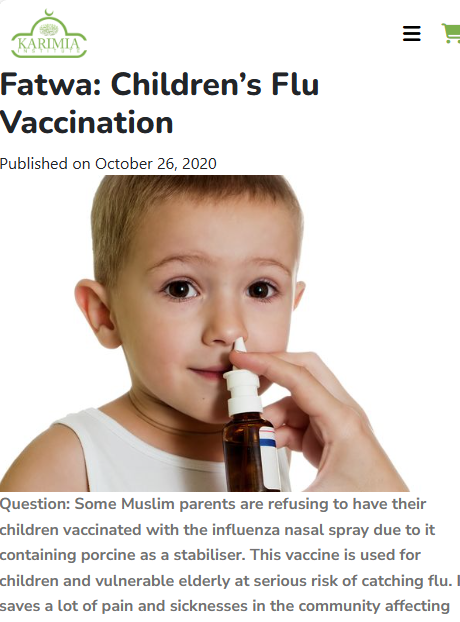 KARIMIA
INSTITUTE
Fatwa: Children’s Flu
Vaccination
Published on October 26, 2020
Question: Some Muslim parents are refusing to have their
children vaccinated with the influenza nasal spray due to it
containing porcine as a stabiliser. This vaccine is used for
children and vulnerable elderly at serious risk of catching flu.
saves a lot of pain and sicknesses in the community affecting